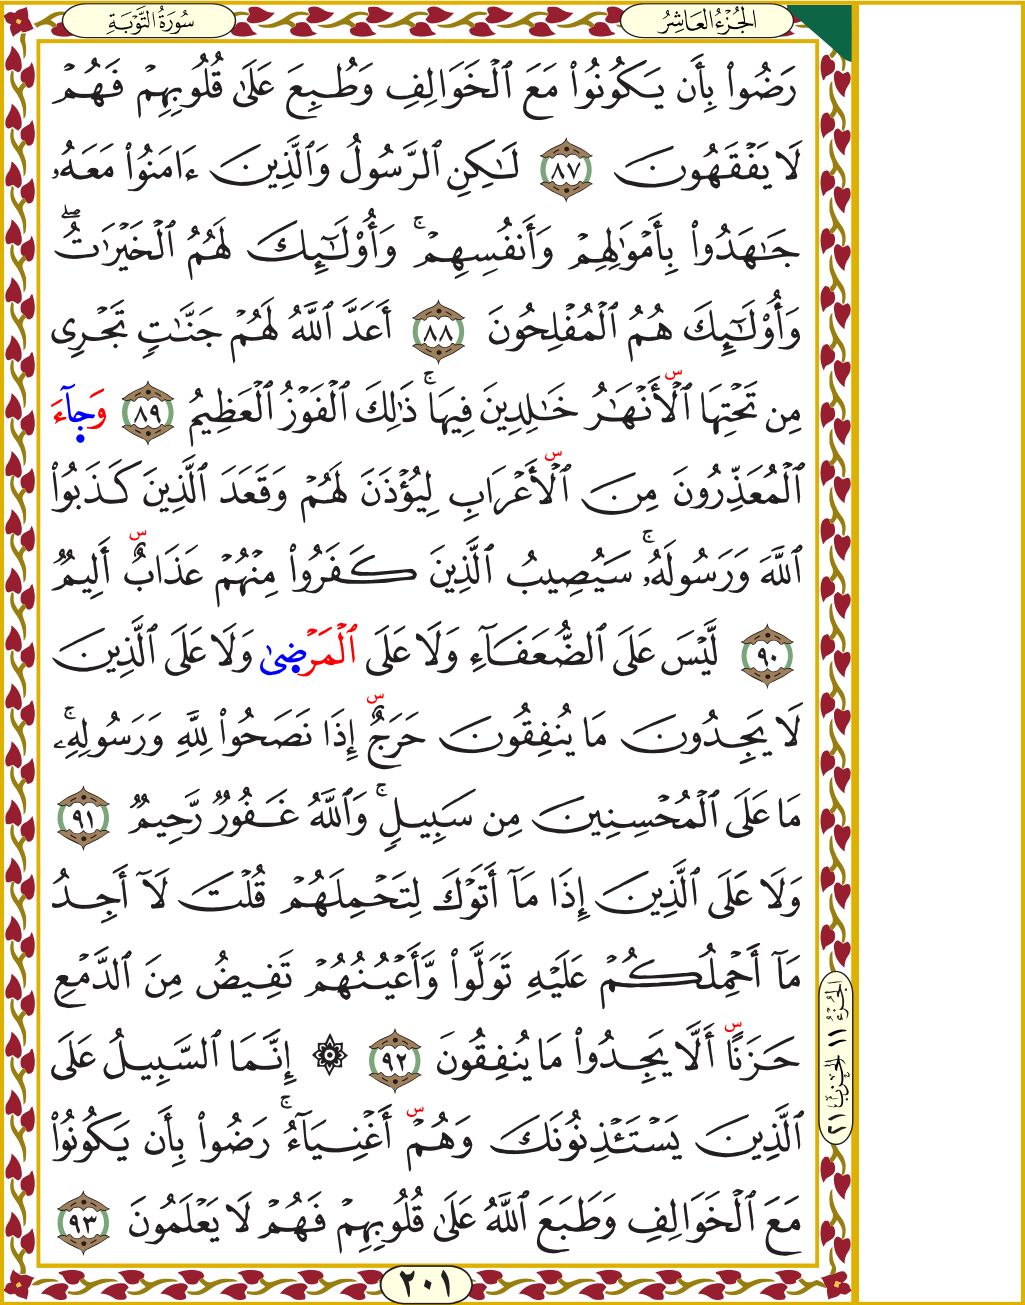 سُورَةُ التَّوْبَةِ
الجُزْءُ العَاشِرُ
رَضُوا۟ بِأَن يَكُونُوا۟ مَعَ ٱلْخَوَالِفِ وَطُبِعَ عَلَىٰ قُلُوبِهِمْ فَهُمْ
لَا يَفْقَهُونَ ٨٧ لَـٰكِنِ ٱلرَّسُولُ وَٱلَّذِينَ ءَامَنُوا۟ مَعَهُۥ
جَـٰهَدُوا۟ بِأَمْوَٰلِهِمْ وَأَنفُسِهِمْ ۚ وَأُو۟لَـٰٓئِكَ لَهُمُ ٱلْخَيْرَٰتُ ۖ
وَأُو۟لَـٰٓئِكَ هُمُ ٱلْمُفْلِحُونَ ٨٨ أَعَدَّ ٱللَّهُ لَهُمْ جَنَّـٰتٍ تَجْرِى
مِن تَحْتِهَا ٱلْأَنْهَـٰرُ خَـٰلِدِينَ فِيهَا ۚ ذَٰلِكَ ٱلْفَوْزُ ٱلْعَظِيمُ ٨٩ وَجَآءَ
ٱلْمُعَذِّرُونَ مِنَ ٱلْأَعْرَابِ لِيُؤْذَنَ لَهُمْ وَقَعَدَ ٱلَّذِينَ كَذَبُوا۟
ٱللَّهَ وَرَسُولَهُۥ ۚ سَيُصِيبُ ٱلَّذِينَ كَفَرُوا۟ مِنْهُمْ عَذَابٌ أَلِيمٌ
٩٠ لَّيْسَ عَلَى ٱلضُّعَفَآءِ وَلَا عَلَى ٱلْمَرْضَىٰ وَلَا عَلَى ٱلَّذِينَ
لَا يَجِدُونَ مَا يُنفِقُونَ حَرَجٌ إِذَا نَصَحُوا۟ لِلَّهِ وَرَسُولِهِۦ ۚ
مَا عَلَى ٱلْمُحْسِنِينَ مِن سَبِيلٍ ۚ وَٱللَّهُ غَفُورٌ رَّحِيمٌ ٩١
وَلَا عَلَى ٱلَّذِينَ إِذَا مَآ أَتَوْكَ لِتَحْمِلَهُمْ قُلْتَ لَآ أَجِدُ
مَآ أَحْمِلُكُمْ عَلَيْهِ تَوَلَّوا۟ وَّأَعْيُنُهُمْ تَفِيضُ مِنَ ٱلدَّمْعِ
حَزَنًا أَلَّا يَجِدُوا۟ مَا يُنفِقُونَ ٩٢ ۞ إِنَّمَا ٱلسَّبِيلُ عَلَى
ٱلَّذِينَ يَسْتَـْٔذِنُونَكَ وَهُمْ أَغْنِيَآءُ ۚ رَضُوا۟ بِأَن يَكُونُوا۟
مَعَ ٱلْخَوَالِفِ وَطَبَعَ ٱللَّهُ عَلَىٰ قُلُوبِهِمْ فَهُمْ لَا يَعْلَمُونَ ٩٣
الجُزْءُ ١١ الحِزْبُ ٢١
٢٠١